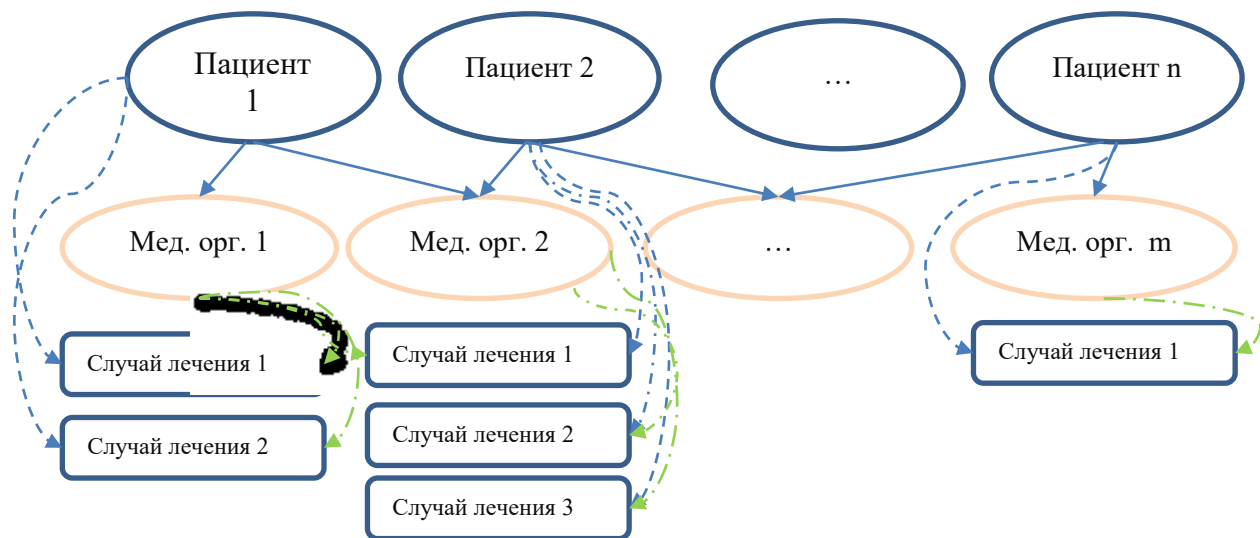 Пациент
1
Пациент 2
…
Пациент n
Мед. орг. 1
Мед. орг. 2
…
Мед. орг.  m
Случай лечения 1
Случай лечения 1
Случай лечения 1
Случай лечения 2
Случай лечения 2
Случай лечения 3